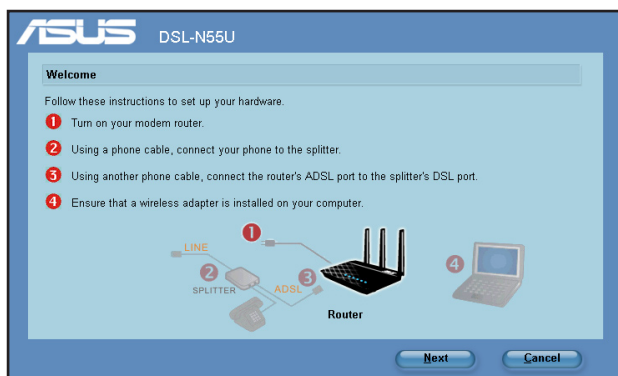 ASUS DSL-N55U
Welcome
Follow these instructions to set up your hardware.
1 Turn on your modem router.
2 Using a phone cable, connect your phone to the splitter.
3 Using another phone cable, connect the router's ADSL port to the splitter's DSL port.
4 Ensure that a wireless adapter is installed on your computer.
1
LINE
2
SPLITTER
ADSL
3
4
Router
Next Cancel